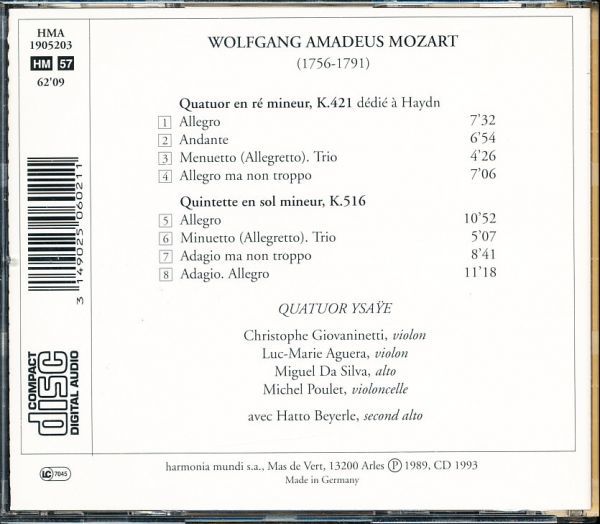 HMA
1905203
HM 57
62'09
WOLFGANG AMADEUS MOZART
(1756-1791)
Quatuor en ré mineur, K.421 dédié à Haydn
1 Allegro 7'32
2 Andante 6'54
3 Menuetto (Allegretto). Trio 4'26
4 Allegro ma non troppo 7'06
Quintette en sol mineur, K.516
5 Allegro 10'52
6 Minuetto (Allegretto). Trio 5'07
7 Adagio ma non troppo 8'41
8 Adagio. Allegro 11'18
QUATUOR YSAŸE
Christophe Giovaninetti, violon
Luc-Marie Aguera, violon
Miguel Da Silva, alto
Michel Poulet, violoncelle
avec Hatto Beyerle, second alto
3 149025 060211
COMPACT
disc
DIGITAL AUDIO
LC 7045
harmonia mundi s.a., Mas de Vert, 13200 Arles Ⓟ 1989, CD 1993
Made in Germany